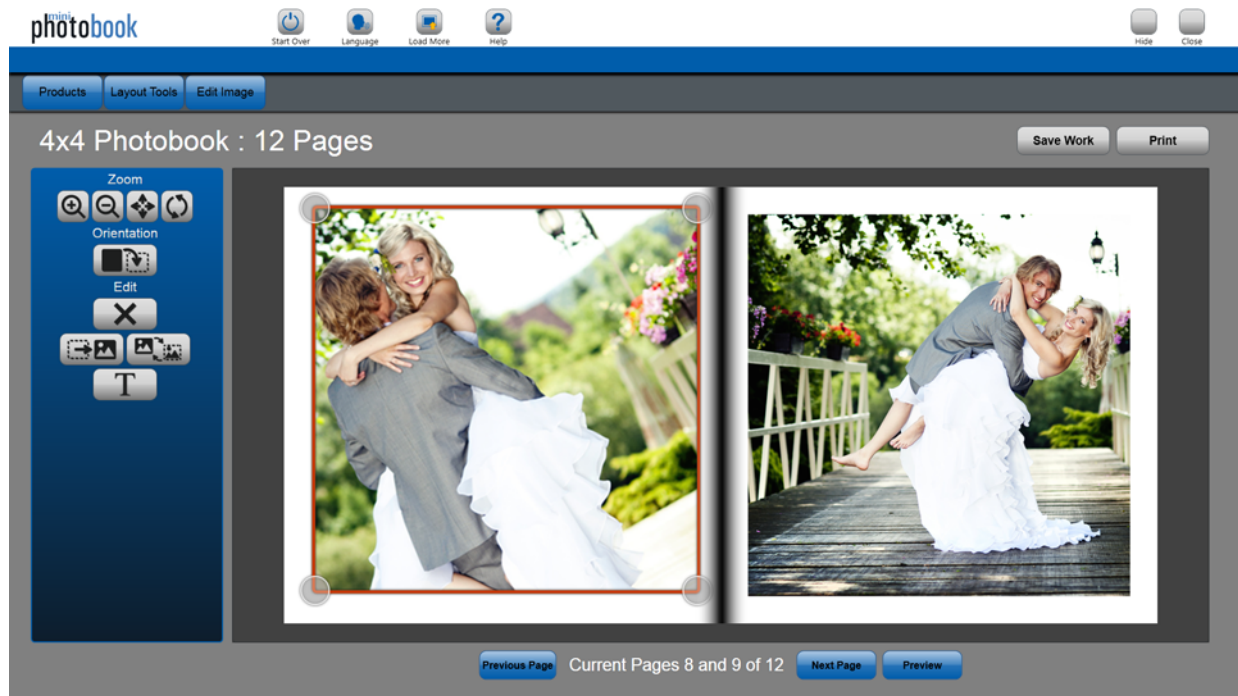 mini
photobook
Start Over
Language
Load More
?
Help
Hide
Close
Products
Layout Tools
Edit Image
4x4 Photobook : 12 Pages
Save Work
Print
Zoom
Orientation
Edit
T
Previous Page
Current Pages 8 and 9 of 12
Next Page
Preview